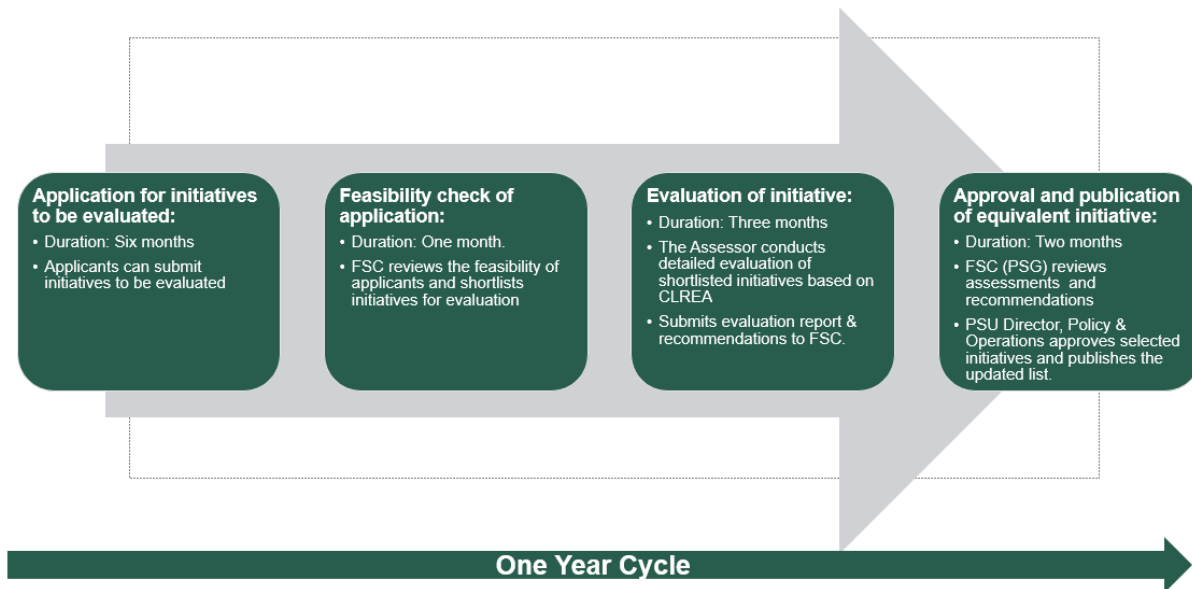 Application for initiatives
to be evaluated:
• Duration: Six months
• Applicants can submit
initiatives to be evaluated
Feasibility check of
application:
• Duration: One month.
• FSC reviews the feasibility of
applicants and shortlists
initiatives for evaluation
Evaluation of initiative:
• Duration: Three months
• The Assessor conducts
detailed evaluation of
shortlisted initiatives based on
CLREA
• Submits evaluation report &
recommendations to FSC.
Approval and publication
of equivalent initiative:
• Duration: Two months
• FSC (PSG) reviews
assessments and
recommendations
• PSU Director, Policy &
Operations approves selected
initiatives and publishes the
updated list.
One Year Cycle